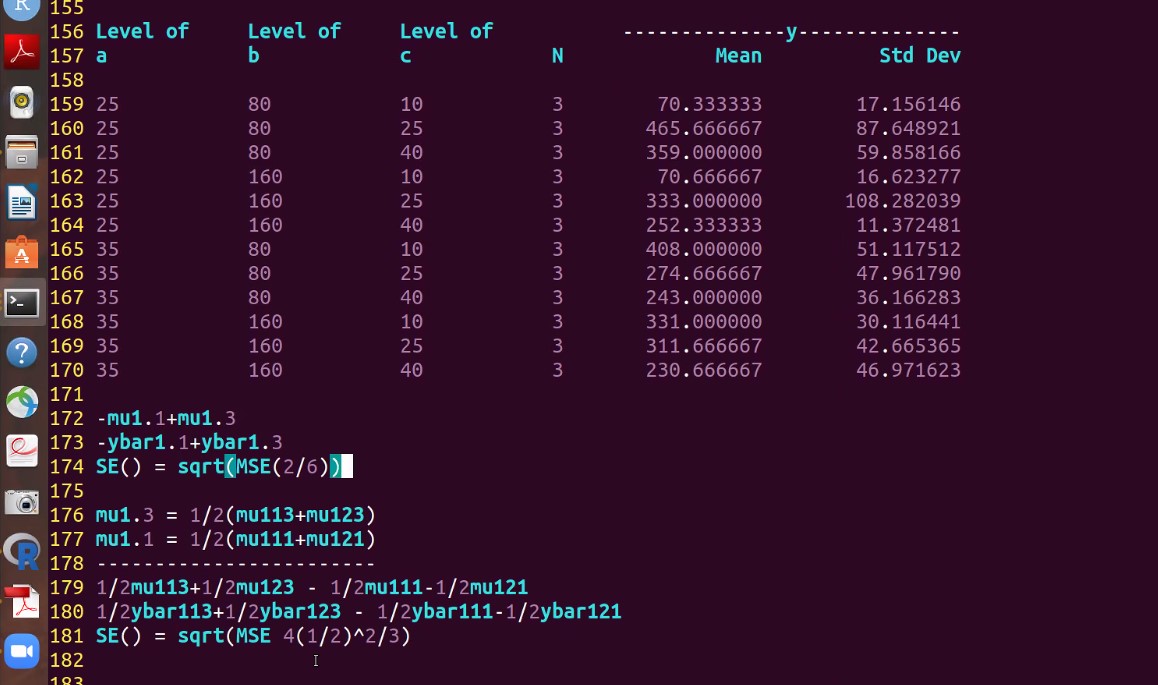 155
156 Level of Level of Level of --------------y--------------
157 a b c N Mean Std Dev
158
159 25 80 10 3 70.333333 17.156146
160 25 80 25 3 465.666667 87.648921
161 25 80 40 3 359.000000 59.858166
162 25 160 10 3 70.666667 16.623277
163 25 160 25 3 333.000000 108.282039
164 25 160 40 3 252.333333 11.372481
165 35 80 10 3 408.000000 51.117512
166 35 80 25 3 274.666667 47.961790
167 35 80 40 3 243.000000 36.166283
168 35 160 10 3 331.000000 30.116441
169 35 160 25 3 311.666667 42.665365
170 35 160 40 3 230.666667 46.971623
171
172 -mu1.1+mu1.3
173 -ybar1.1+ybar1.3
174 SE() = sqrt(MSE(2/6))
175
176 mu1.3 = 1/2(mu113+mu123)
177 mu1.1 = 1/2(mu111+mu121)
178 ------------------------
179 1/2mu113+1/2mu123 - 1/2mu111-1/2mu121
180 1/2ybar113+1/2ybar123 - 1/2ybar111-1/2ybar121
181 SE() = sqrt(MSE 4(1/2)^2/3)
182
183